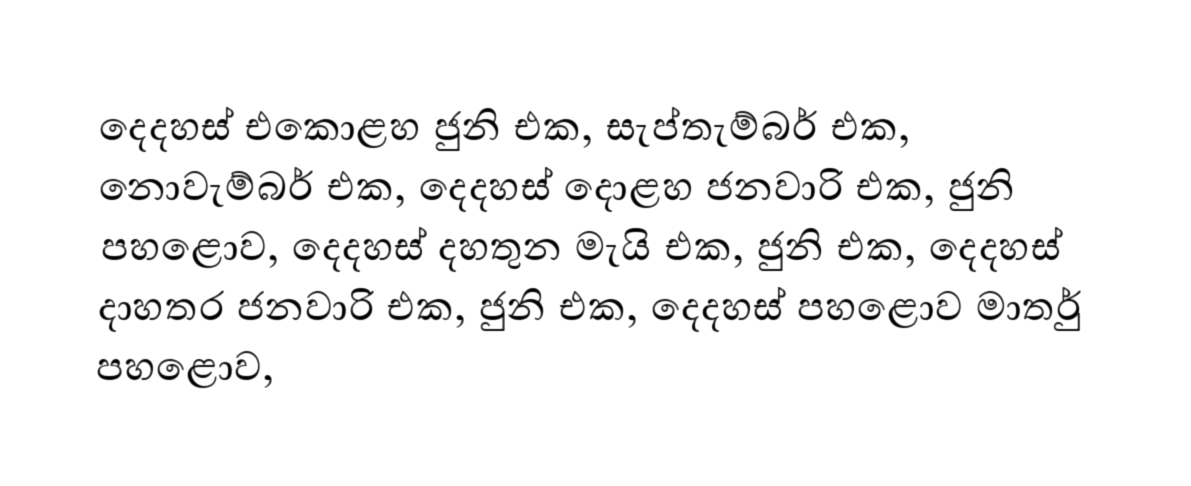 දෙදහස් එකොළහ ජුනි එක, සැප්තැම්බර් එක,
නොවැම්බර් එක, දෙදහස් දොළහ ජනවාරි එක, ජුනි
පහළොව, දෙදහස් දහතුන මැයි එක, ජුනි එක, දෙදහස්
දාහතර ජනවාරි එක, ජුනි එක, දෙදහස් පහළොව මාතර්‍ු
පහළොව,